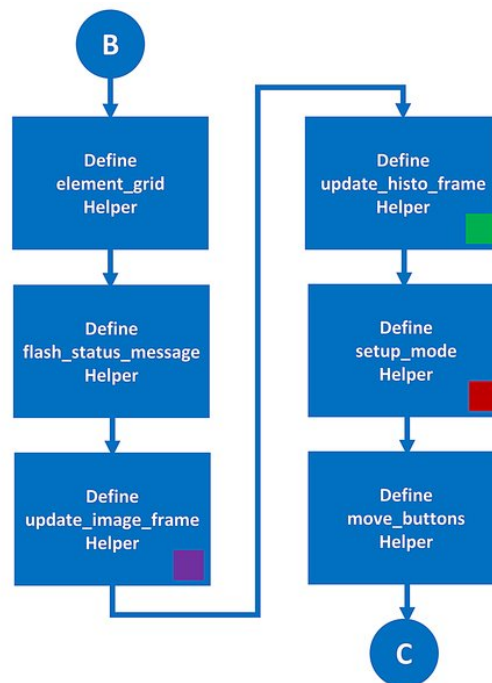 B
Define
element_grid
Helper
Define
flash_status_message
Helper
Define
update_image_frame
Helper
Define
update_histo_frame
Helper
Define
setup_mode
Helper
Define
move_buttons
Helper
C